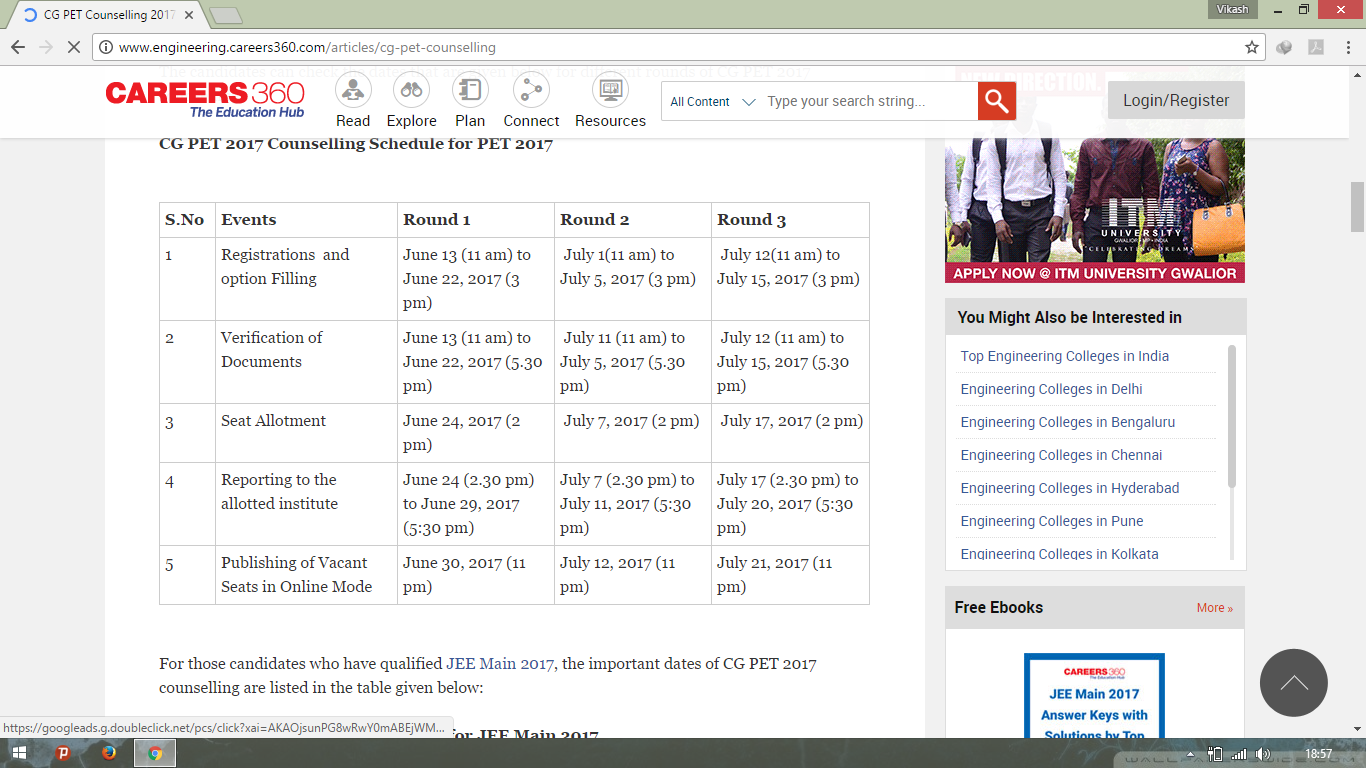 CG PET Counselling 2017
Vikash
www.engineering.careers360.com/articles/cg-pet-counselling
CAREERS360
The Education Hub
Read
Explore
Plan
Connect
Resources
All Content
Type your search string...
Login/Register
CG PET 2017 Counselling Schedule for PET 2017
S.No Events Round 1 Round 2 Round 3
1 Registrations and option Filling June 13 (11 am) to June 22, 2017 (3 pm) July 1(11 am) to July 5, 2017 (3 pm) July 12(11 am) to July 15, 2017 (3 pm)
2 Verification of Documents June 13 (11 am) to June 22, 2017 (5.30 pm) July 11 (11 am) to July 5, 2017 (5.30 pm) July 12 (11 am) to July 15, 2017 (5.30 pm)
3 Seat Allotment June 24, 2017 (2 pm) July 7, 2017 (2 pm) July 17, 2017 (2 pm)
4 Reporting to the allotted institute June 24 (2.30 pm) to June 29, 2017 (5:30 pm) July 7 (2.30 pm) to July 11, 2017 (5:30 pm) July 17 (2.30 pm) to July 20, 2017 (5:30 pm)
5 Publishing of Vacant Seats in Online Mode June 30, 2017 (11 pm) July 12, 2017 (11 pm) July 21, 2017 (11 pm)
For those candidates who have qualified JEE Main 2017, the important dates of CG PET 2017
counselling are listed in the table given below:
for JEE Main 2017
ITM
UNIVERSITY
GWALIOR • MP • INDIA
CELEBRATING DREAMS
APPLY NOW @ ITM UNIVERSITY GWALIOR
You Might Also be Interested in
Top Engineering Colleges in India
Engineering Colleges in Delhi
Engineering Colleges in Bengaluru
Engineering Colleges in Chennai
Engineering Colleges in Hyderabad
Engineering Colleges in Pune
Engineering Colleges in Kolkata
Free Ebooks
More »
CAREERS360
The Education Hub
JEE Main 2017
Answer Keys with
Solutions by Top
https://googleads.g.doubleclick.net/pcs/click?xai=AKAOjsunPG8wRwY0mABEjWM...
18:57